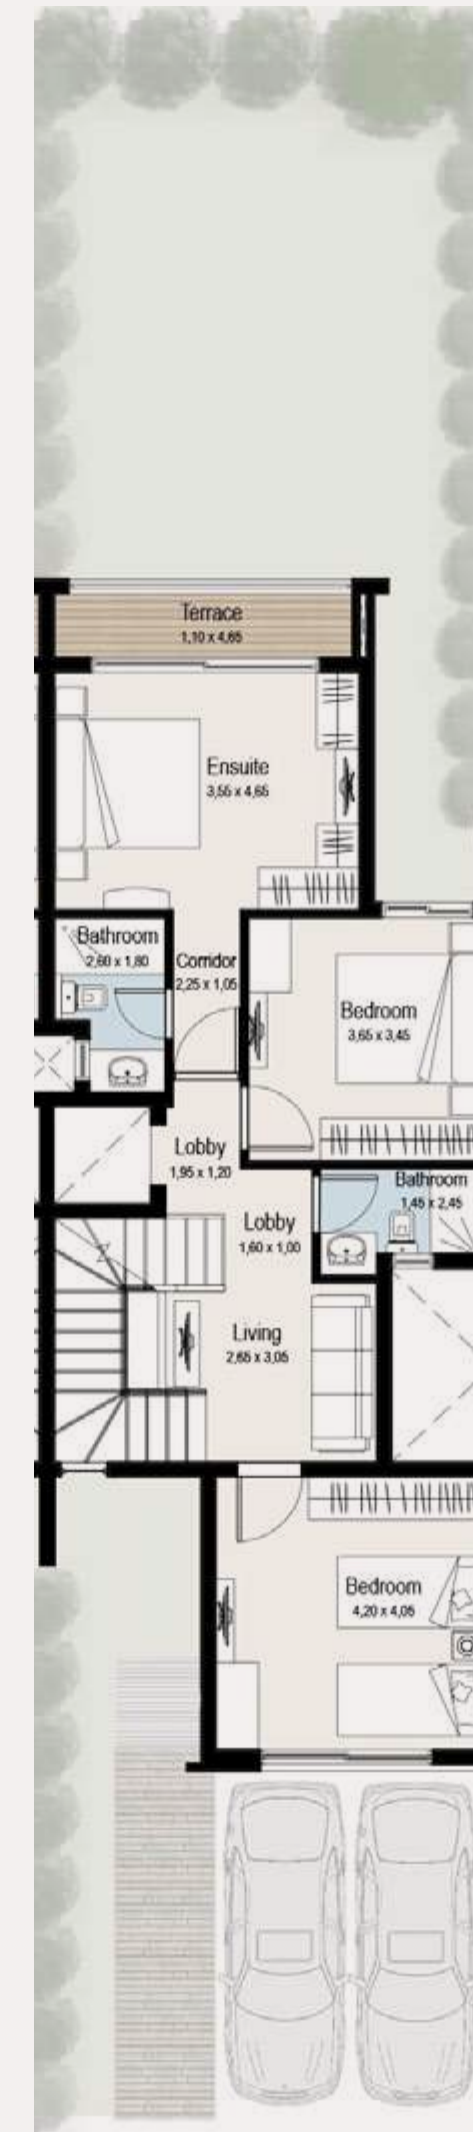 Terrace
1,10 x 4,65
Ensuite
3,55 x 4,65
Bathroom
2,60 x 1,80
Corridor
2,25 x 1,05
Bedroom
3,65 x 3,45
Lobby
1,95 x 1,20
Bathroom
1,45 x 2,45
Lobby
1,60 x 1,00
Living
2,65 x 3,05
Bedroom
4,20 x 4,05